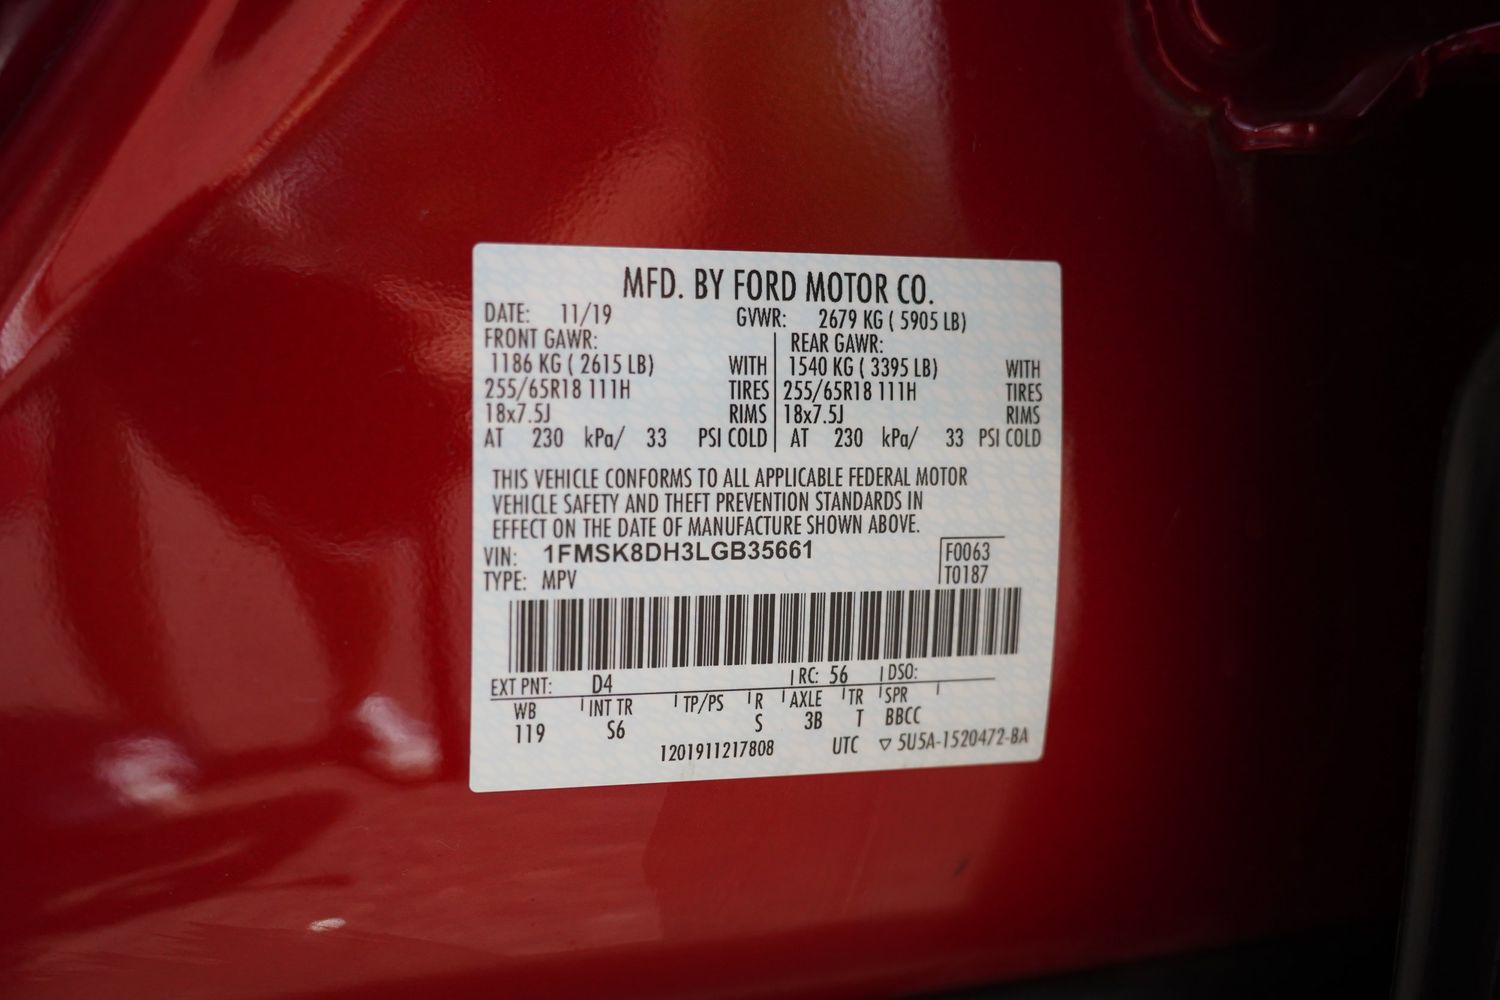 MFD. BY FORD MOTOR CO.
DATE: 11/19 GVWR: 2679 KG ( 5905 LB)
FRONT GAWR: REAR GAWR:
1186 KG ( 2615 LB) WITH 1540 KG ( 3395 LB) WITH
255/65R18 111H TIRES 255/65R18 111H TIRES
18x7.5J RIMS 18x7.5J RIMS
AT 230 kPa/ 33 PSI COLD AT 230 kPa/ 33 PSI COLD
THIS VEHICLE CONFORMS TO ALL APPLICABLE FEDERAL MOTOR
VEHICLE SAFETY AND THEFT PREVENTION STANDARDS IN
EFFECT ON THE DATE OF MANUFACTURE SHOWN ABOVE.
VIN: 1FMSK8DH3LGB35661 F0063
TYPE: MPV T0187
EXT PNT: D4 RC: 56 DSO:
WB INT TR TP/PS R AXLE TR SPR
119 S6 S 3B T BBCC
1201911217808 UTC ▽ 5U5A-1520472-BA